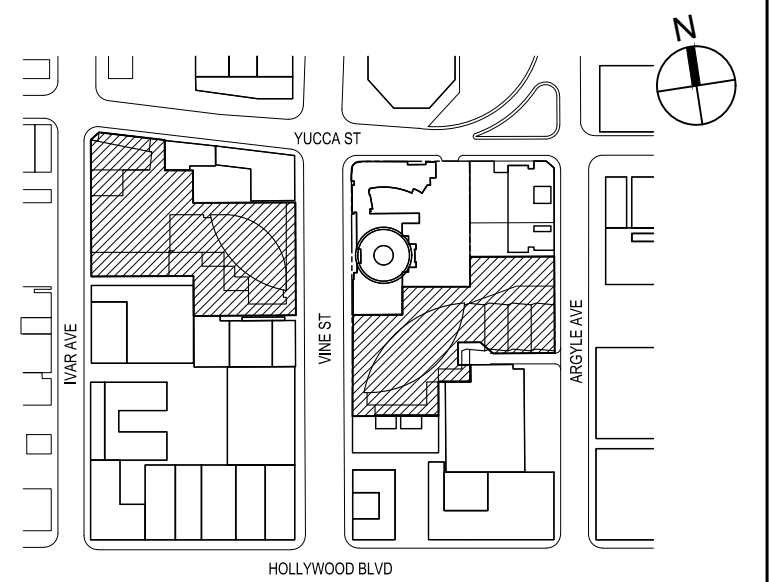 N
YUCCA ST
IVAR AVE
VINE ST
ARGYLE AVE
HOLLYWOOD BLVD